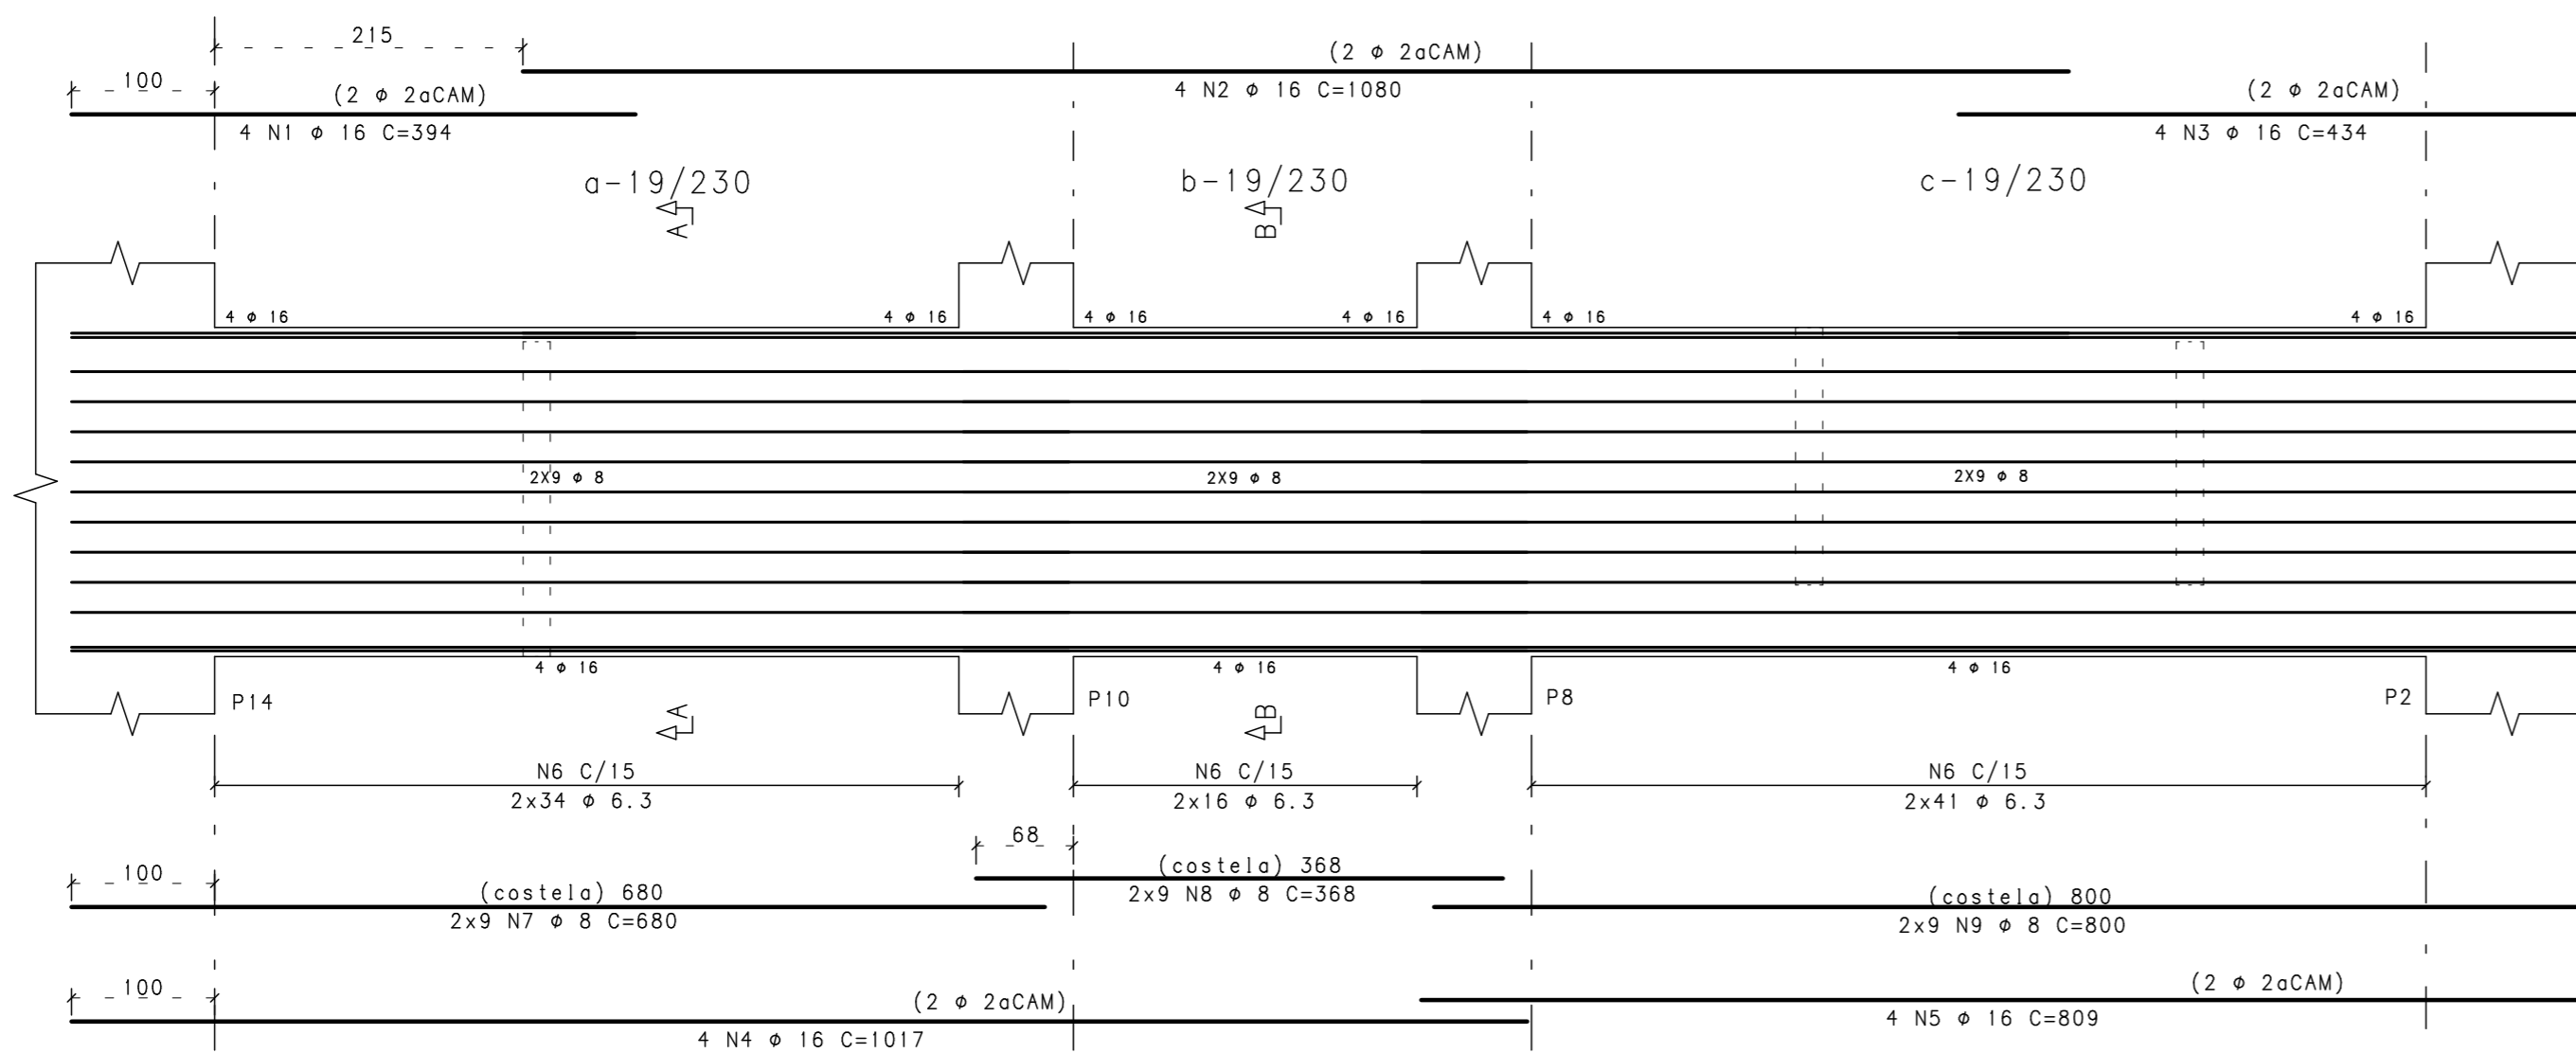 215
(2  φ 2aCAM)
100
(2 φ 2aCAM)
4 N2 φ 16 C=1080
(2 φ 2aCAM)
4 N1 φ 16 C=394
4 N3 φ 16 C=434
a-19/230
b-19/230
c-19/230
A
B
4 φ 16
4 φ 16
4 φ 16
4 φ 16
4 φ 16
4 φ 16
2X9 φ 8
2X9 φ 8
2X9 φ 8
4 φ 16
4 φ 16
4 φ 16
P14
P10
P8
P2
A
B
N6 C/15
N6 C/15
N6 C/15
2x34 φ 6.3
2x16 φ 6.3
2x41 φ 6.3
68
100
(costela) 680
(costela) 368
(costela) 800
2x9 N7 φ 8 C=680
2x9 N8 φ 8 C=368
2x9 N9 φ 8 C=800
100
(2 φ 2aCAM)
(2 φ 2aCAM)
4 N4 φ 16 C=1017
4 N5 φ 16 C=809